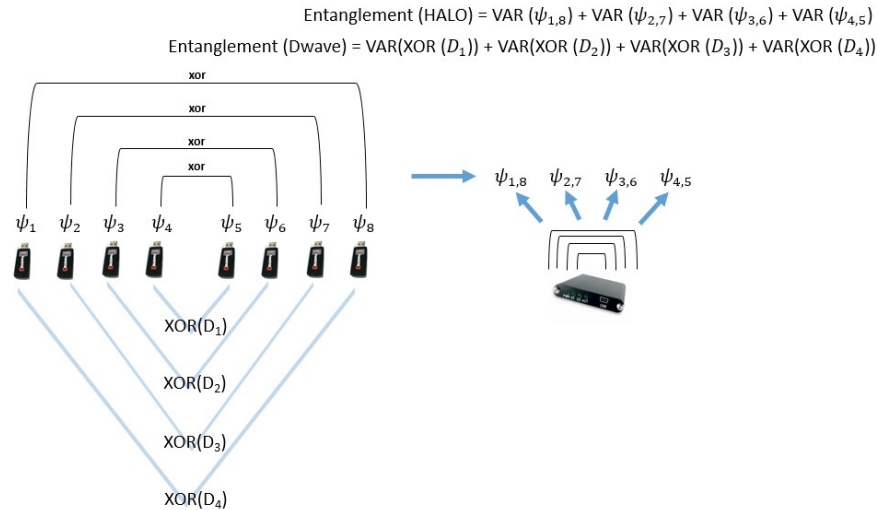 Entanglement (HALO) = VAR (ψ1,8) + VAR (ψ2,7) + VAR (ψ3,6) + VAR (ψ4,5)
Entanglement (Dwave) = VAR(XOR (D1)) + VAR(XOR (D2)) + VAR(XOR (D3)) + VAR(XOR (D4))
xor
xor
xor
xor
ψ1,8 ψ2,7 ψ3,6 ψ4,5
ψ1 ψ2 ψ3 ψ4 ψ5 ψ6 ψ7 ψ8
XOR(D1)
XOR(D2)
XOR(D3)
XOR(D4)